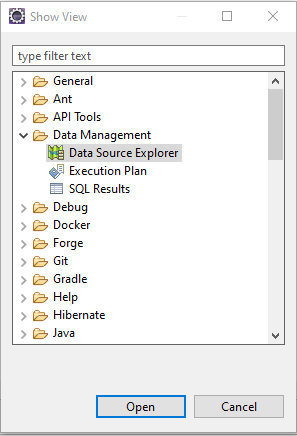 Show View
type filter text
General
Ant
API Tools
Data Management
Data Source Explorer
Execution Plan
SQL Results
Debug
Docker
Forge
Git
Gradle
Help
Hibernate
Java
Open Cancel